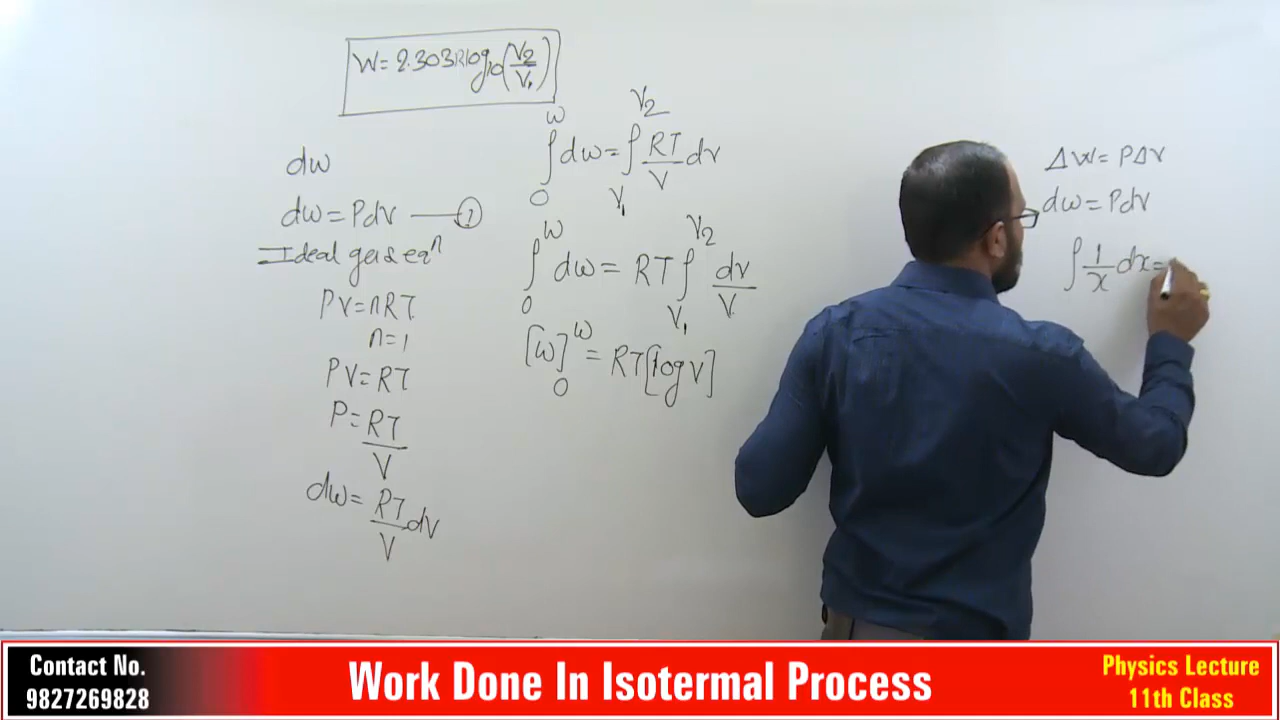 W = 2.303R log10 (V2/V1)
dw
dw = Pdv —— 1
Ideal gas eqn
PV = nRT
n = 1
PV = RT
P = RT/V
dw = RT/V dv
∫0^W dw = ∫V1^V2 RT/V dv
∫0^W dw = RT ∫V1^V2 dv/V
[W]0^W = RT[log V]
ΔW = PΔV
dw = Pdv
∫ 1/x dx =
Contact No.
9827269828
Work Done In Isotermal Process
Physics Lecture
11th Class